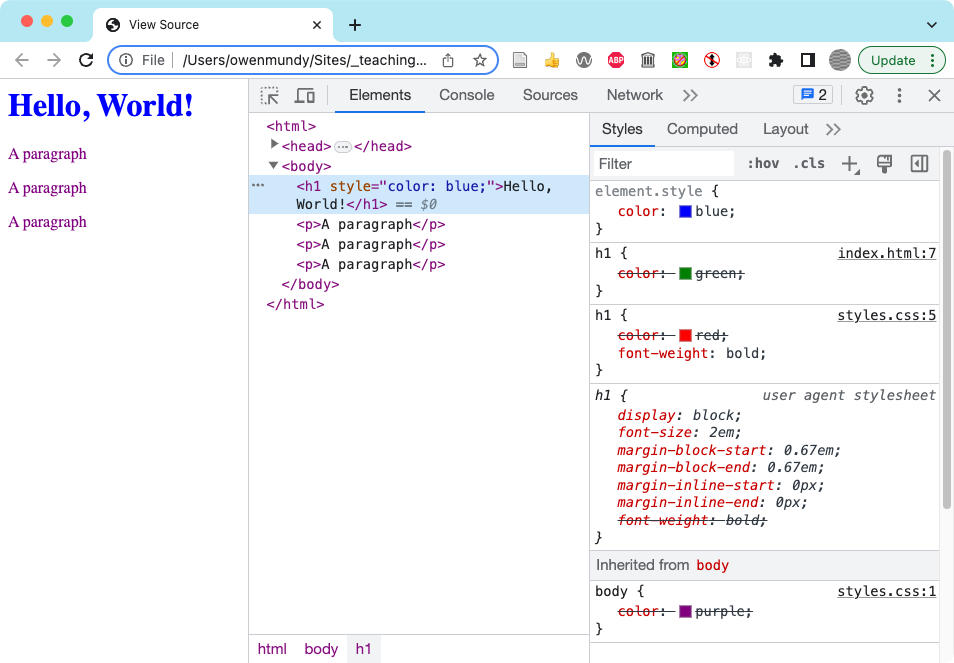 View Source
File /Users/owenmundy/Sites/_teaching...
ABP
Update
Hello, World!
A paragraph
A paragraph
A paragraph
Elements Console Sources Network 2
<html>
<head> ⋯ </head>
<body>
<h1 style="color: blue;">Hello,
World!</h1> == $0
<p>A paragraph</p>
<p>A paragraph</p>
<p>A paragraph</p>
</body>
</html>
html body h1
Styles Computed Layout
Filter :hov .cls
element.style {
color: blue;
}
h1 { index.html:7
color: green;
}
h1 { styles.css:5
color: red;
font-weight: bold;
}
h1 { user agent stylesheet
display: block;
font-size: 2em;
margin-block-start: 0.67em;
margin-block-end: 0.67em;
margin-inline-start: 0px;
margin-inline-end: 0px;
font-weight: bold;
}
Inherited from body
body { styles.css:1
color: purple;
}